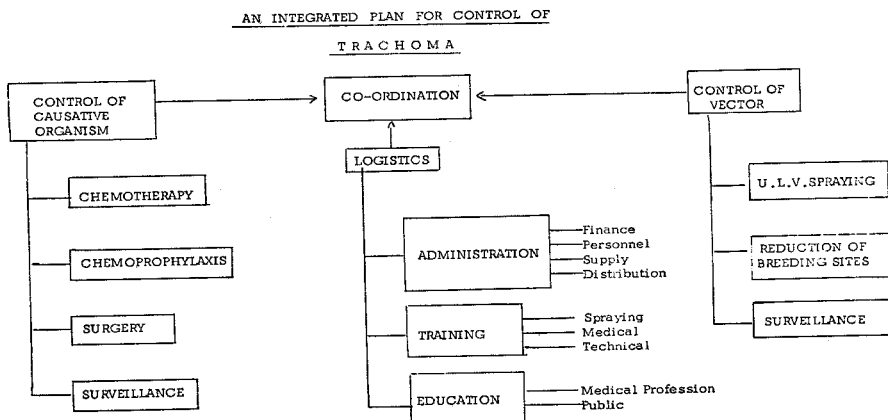 AN INTEGRATED PLAN FOR CONTROL OF
TRACHOMA
CONTROL OF
CAUSATIVE
ORGANISM
CO-ORDINATION
CONTROL OF
VECTOR
LOGISTICS
CHEMOTHERAPY
CHEMOPROPHYLAXIS
SURGERY
SURVEILLANCE
ADMINISTRATION
Finance
Personnel
Supply
Distribution
TRAINING
Spraying
Medical
Technical
EDUCATION
Medical Profession
Public
U.L.V.SPRAYING
REDUCTION OF
BREEDING SITES
SURVEILLANCE